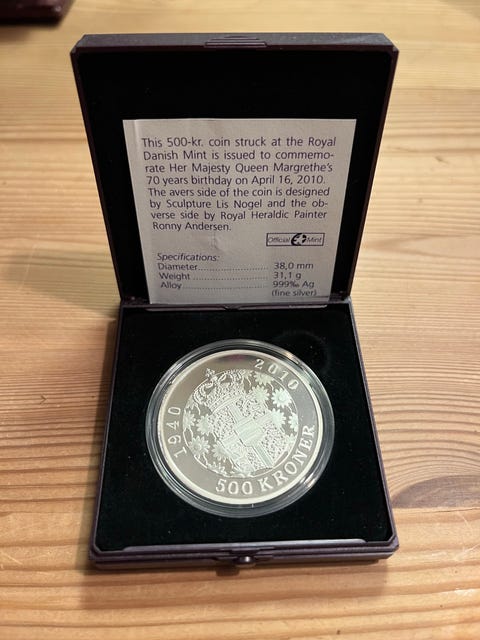 This 500-kr. coin struck at the Royal
Danish Mint is issued to commemo-
rate Her Majesty Queen Margrethe's
70 years birthday on April 16, 2010.
The avers side of the coin is designed
by Sculpture Lis Nogel and the ob-
verse side by Royal Heraldic Painter
Ronny Andersen.
Official Mint
Specifications:
Diameter.............................. 38,0 mm
Weight................................ 31,1 g
Alloy.................................... 999‰ Ag
(fine silver)
1940 2010
500 KRONER